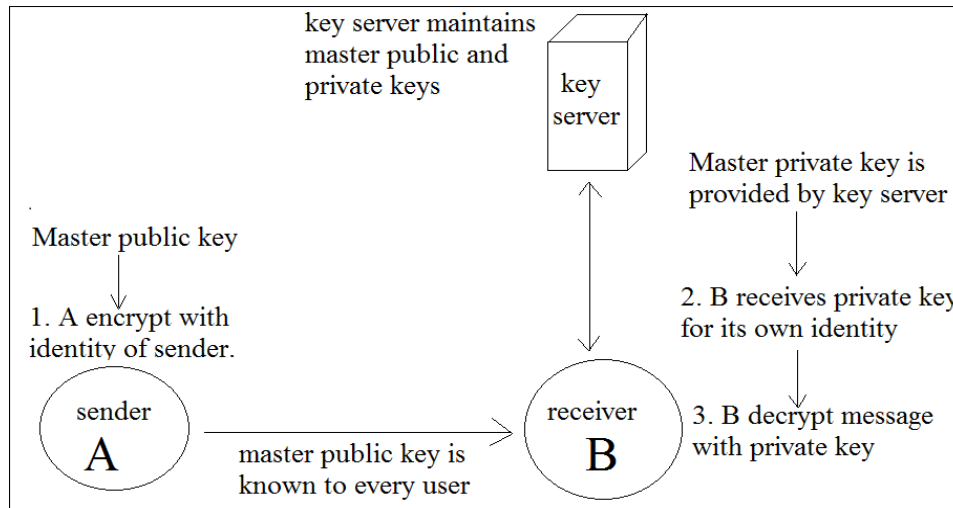 key server maintains
master public and
private keys
key
server
Master private key is
provided by key server
Master public key
1. A encrypt with
identity of sender.
2. B receives private key
for its own identity
sender
A
receiver
B
3. B decrypt message
with private key
master public key is
known to every user